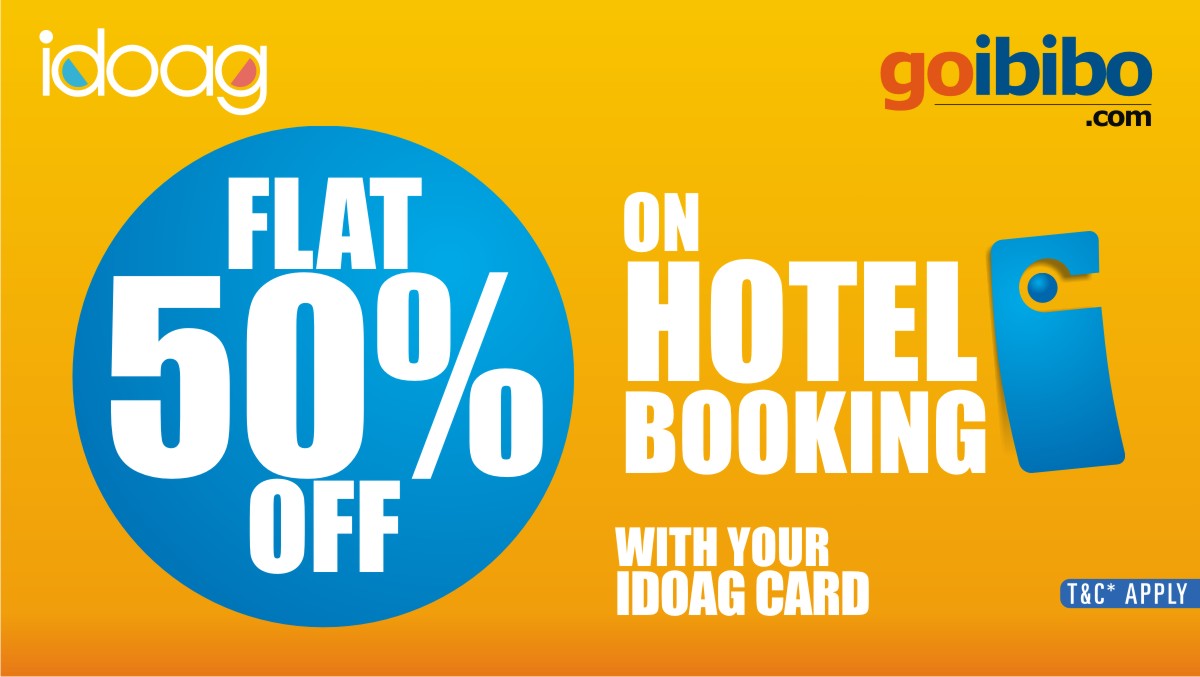 idoag
goibibo
.com
FLAT
50%
OFF
ON
HOTEL
BOOKING
WITH YOUR
IDOAG CARD
T&C* APPLY